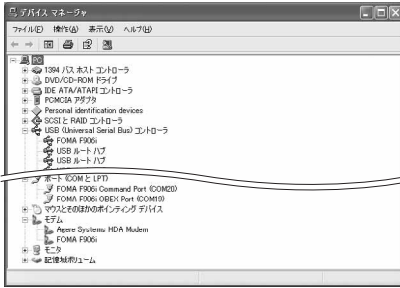 デバイス マネージャ
ファイル(F) 操作(A) 表示(V) ヘルプ(H)
PC
1394 バス ホスト コントローラ
DVD/CD-ROM ドライブ
IDE ATA/ATAPI コントローラ
PCMCIA アダプタ
Personal identification devices
SCSI と RAID コントローラ
USB (Universal Serial Bus) コントローラ
FOMA F906i
USB ルート ハブ
USB ルート ハブ
ポート (COM と LPT)
FOMA F906i Command Port (COM20)
FOMA F906i OBEX Port (COM19)
マウスとそのほかのポインティング デバイス
モデム
Agere Systems HDA Modem
FOMA F906i
モニタ
記憶域ボリューム